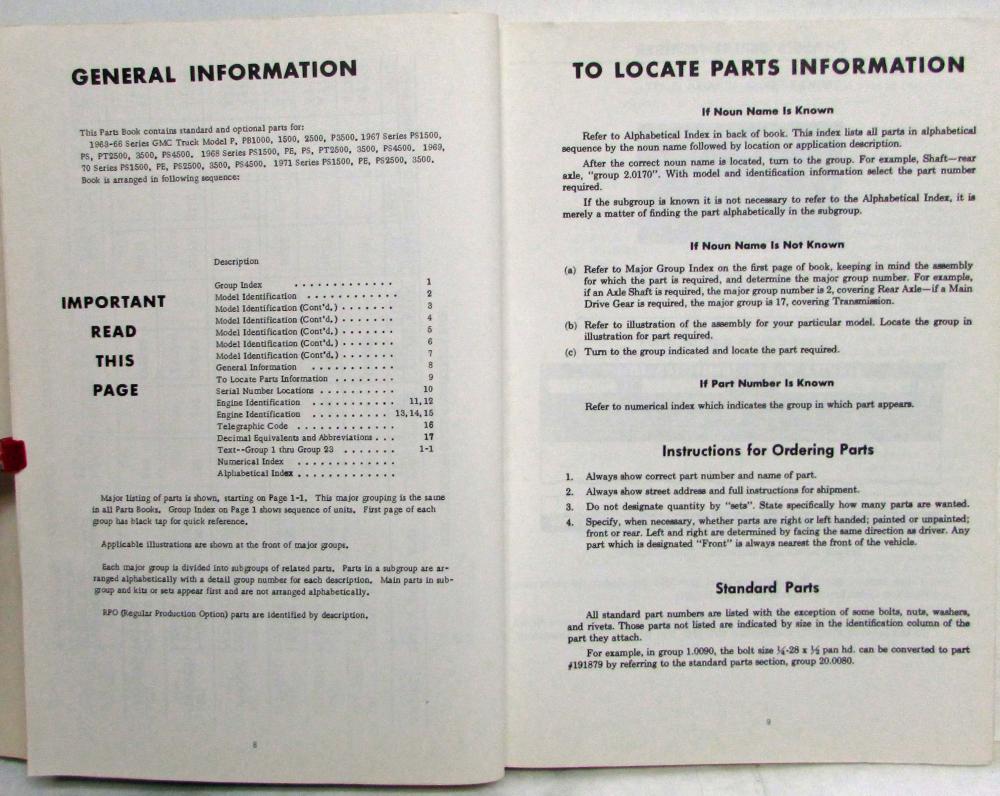 GENERAL INFORMATION
This Parts Book contains standard and optional parts for:
1963-66 Series GMC Truck Model P, PB1000, 1500, 2500, P3500. 1967 Series PS1500,
PS, PT2500, 3500, PS4500. 1968 Series PS1500, PE, PS, PT2500, 3500, PS4500. 1969,
70 Series PS1500, PE, PS2500, 3500, PS4500. 1971 Series PS1500, PE, PS2500, 3500.
Book is arranged in following sequence:
IMPORTANT
READ
THIS
PAGE
Description
Group Index . . . . . . . . . . . . . 1
Model Identification . . . . . . . . . . . . 2
Model Identification (Cont'd.) . . . . . . . 3
Model Identification (Cont'd.) . . . . . . . 4
Model Identification (Cont'd.) . . . . . . . 5
Model Identification (Cont'd.) . . . . . . . 6
Model Identification (Cont'd.) . . . . . . . 7
General Information . . . . . . . . . . . 8
To Locate Parts Information . . . . . . . . 9
Serial Number Locations . . . . . . . . . . 10
Engine Identification . . . . . . . . . . 11,12
Engine Identification . . . . . . . . . . 13,14,15
Telegraphic Code . . . . . . . . . . . . . 16
Decimal Equivalents and Abbreviations . . . 17
Text--Group 1 thru Group 23 . . . . . . . 1-1
Numerical Index . . . . . . . . . . . . .
Alphabetical Index . . . . . . . . . . . . .
Major listing of parts is shown, starting on Page 1-1. This major grouping is the same
in all Parts Books. Group Index on Page 1 shows sequence of units. First page of each
group has black tap for quick reference.
Applicable illustrations are shown at the front of major groups.
Each major group is divided into subgroups of related parts. Parts in a subgroup are ar-
ranged alphabetically with a detail group number for each description. Main parts in sub-
group and kits or sets appear first and are not arranged alphabetically.
RPO (Regular Production Option) parts are identified by description.
8
TO LOCATE PARTS INFORMATION
If Noun Name Is Known
Refer to Alphabetical Index in back of book. This index lists all parts in alphabetical
sequence by the noun name followed by location or application description.
After the correct noun name is located, turn to the group. For example, Shaft—rear
axle, "group 2.0170". With model and identification information select the part number
required.
If the subgroup is known it is not necessary to refer to the Alphabetical Index, it is
merely a matter of finding the part alphabetically in the subgroup.
If Noun Name Is Not Known
(a) Refer to Major Group Index on the first page of book, keeping in mind the assembly
for which the part is required, and determine the major group number. For example,
if an Axle Shaft is required, the major group number is 2, covering Rear Axle—if a Main
Drive Gear is required, the major group is 17, covering Transmission.
(b) Refer to illustration of the assembly for your particular model. Locate the group in
illustration for part required.
(c) Turn to the group indicated and locate the part required.
If Part Number Is Known
Refer to numerical index which indicates the group in which part appears.
Instructions for Ordering Parts
1. Always show correct part number and name of part.
2. Always show street address and full instructions for shipment.
3. Do not designate quantity by "sets". State specifically how many parts are wanted.
4. Specify, when necessary, whether parts are right or left handed; painted or unpainted;
front or rear. Left and right are determined by facing the same direction as driver. Any
part which is designated "Front" is always nearest the front of the vehicle.
Standard Parts
All standard part numbers are listed with the exception of some bolts, nuts, washers,
and rivets. Those parts not listed are indicated by size in the identification column of the
part they attach.
For example, in group 1.0090, the bolt size ¼-28 x ½ pan hd. can be converted to part
#191879 by referring to the standard parts section, group 20.0080.
9